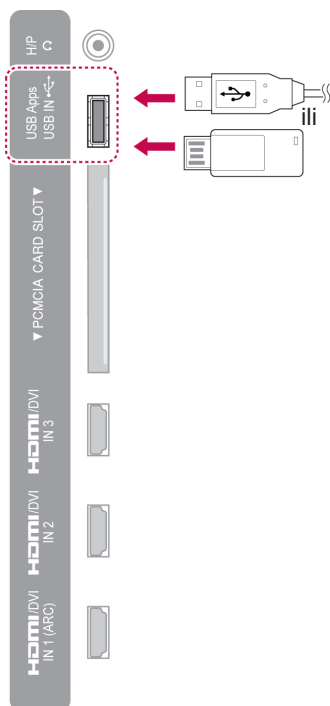 H/P
USB Apps
USB IN
ili
▼ PCMCIA CARD SLOT ▼
HDMI/DVI
IN 3
HDMI/DVI
IN 2
HDMI/DVI
IN 1 (ARC)